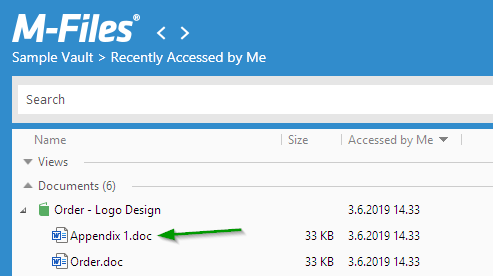 M-Files®
Sample Vault > Recently Accessed by Me
Search
Name Size Accessed by Me
Views
Documents (6)
Order - Logo Design 3.6.2019 14.33
Appendix 1.doc 33 KB 3.6.2019 14.33
Order.doc 33 KB 3.6.2019 14.33